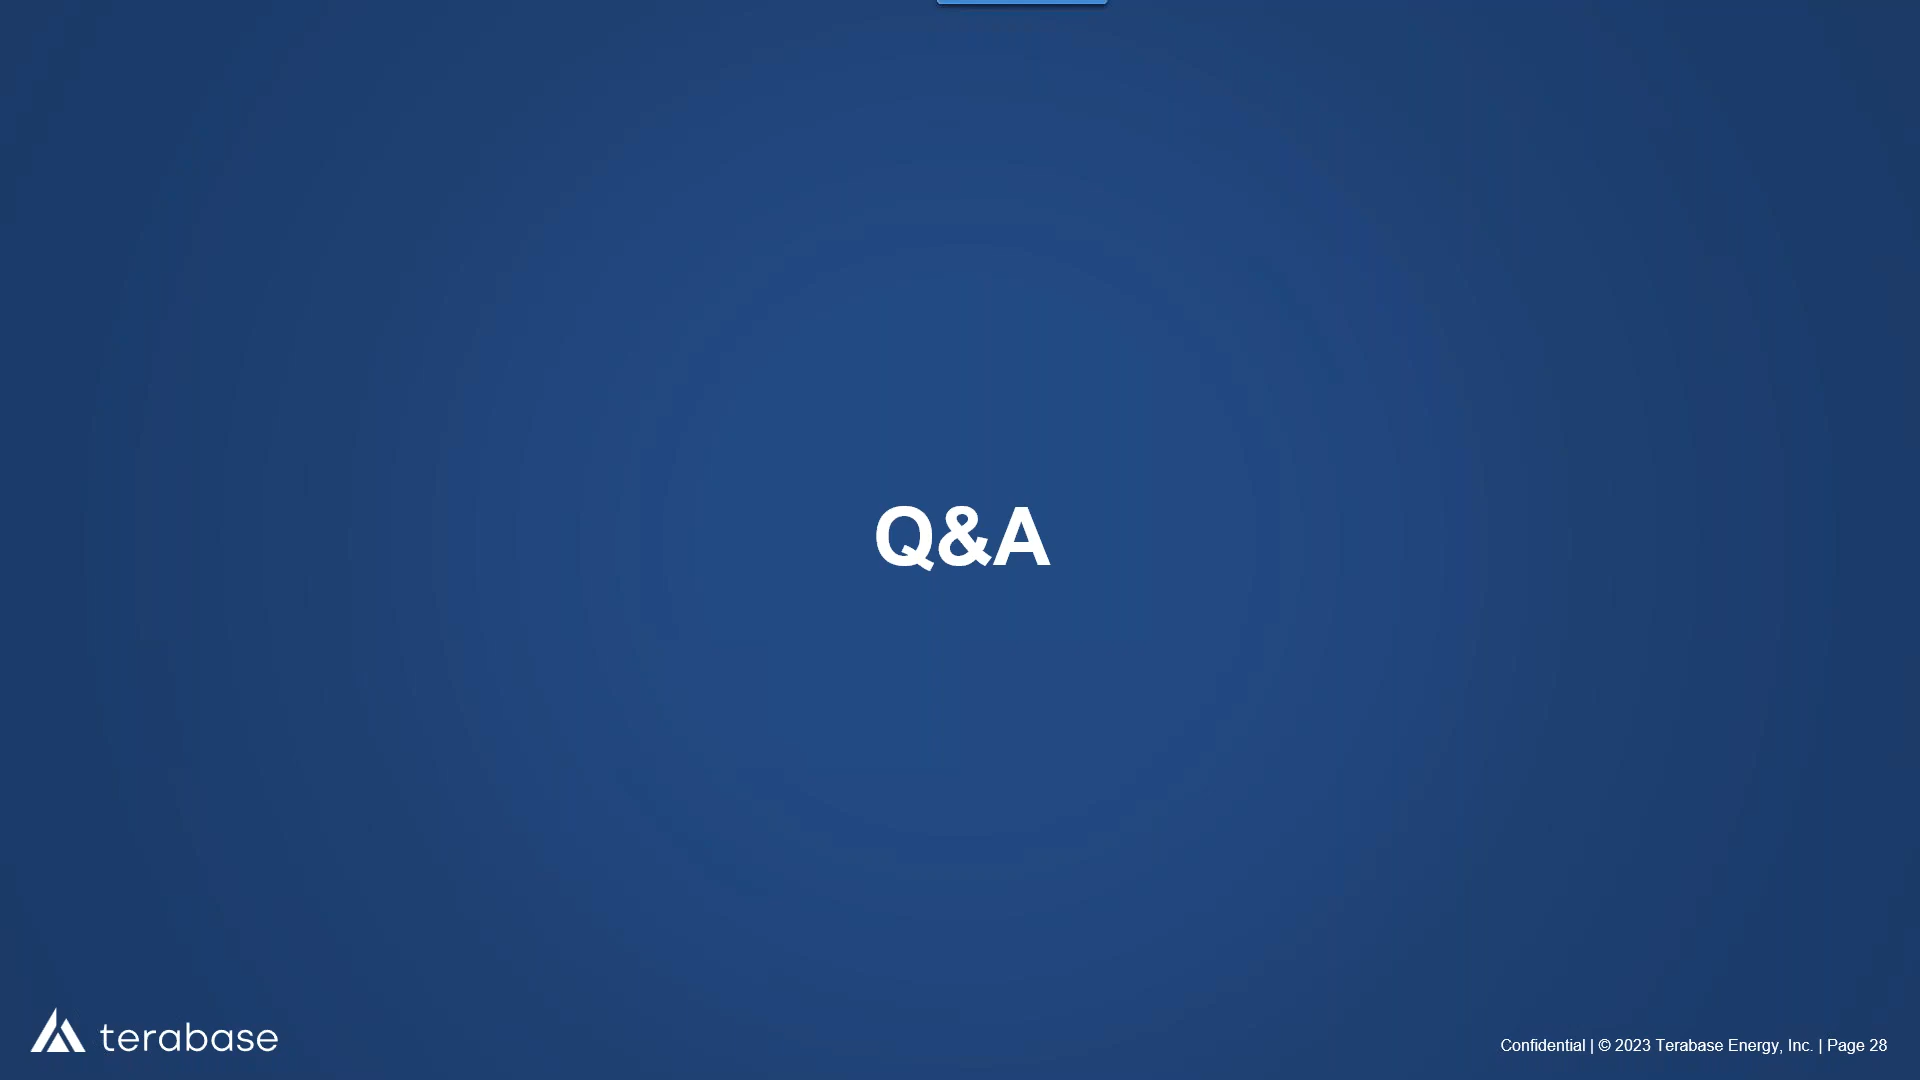 Q&A
terabase
Confidential | © 2023 Terabase Energy, Inc. | Page 28